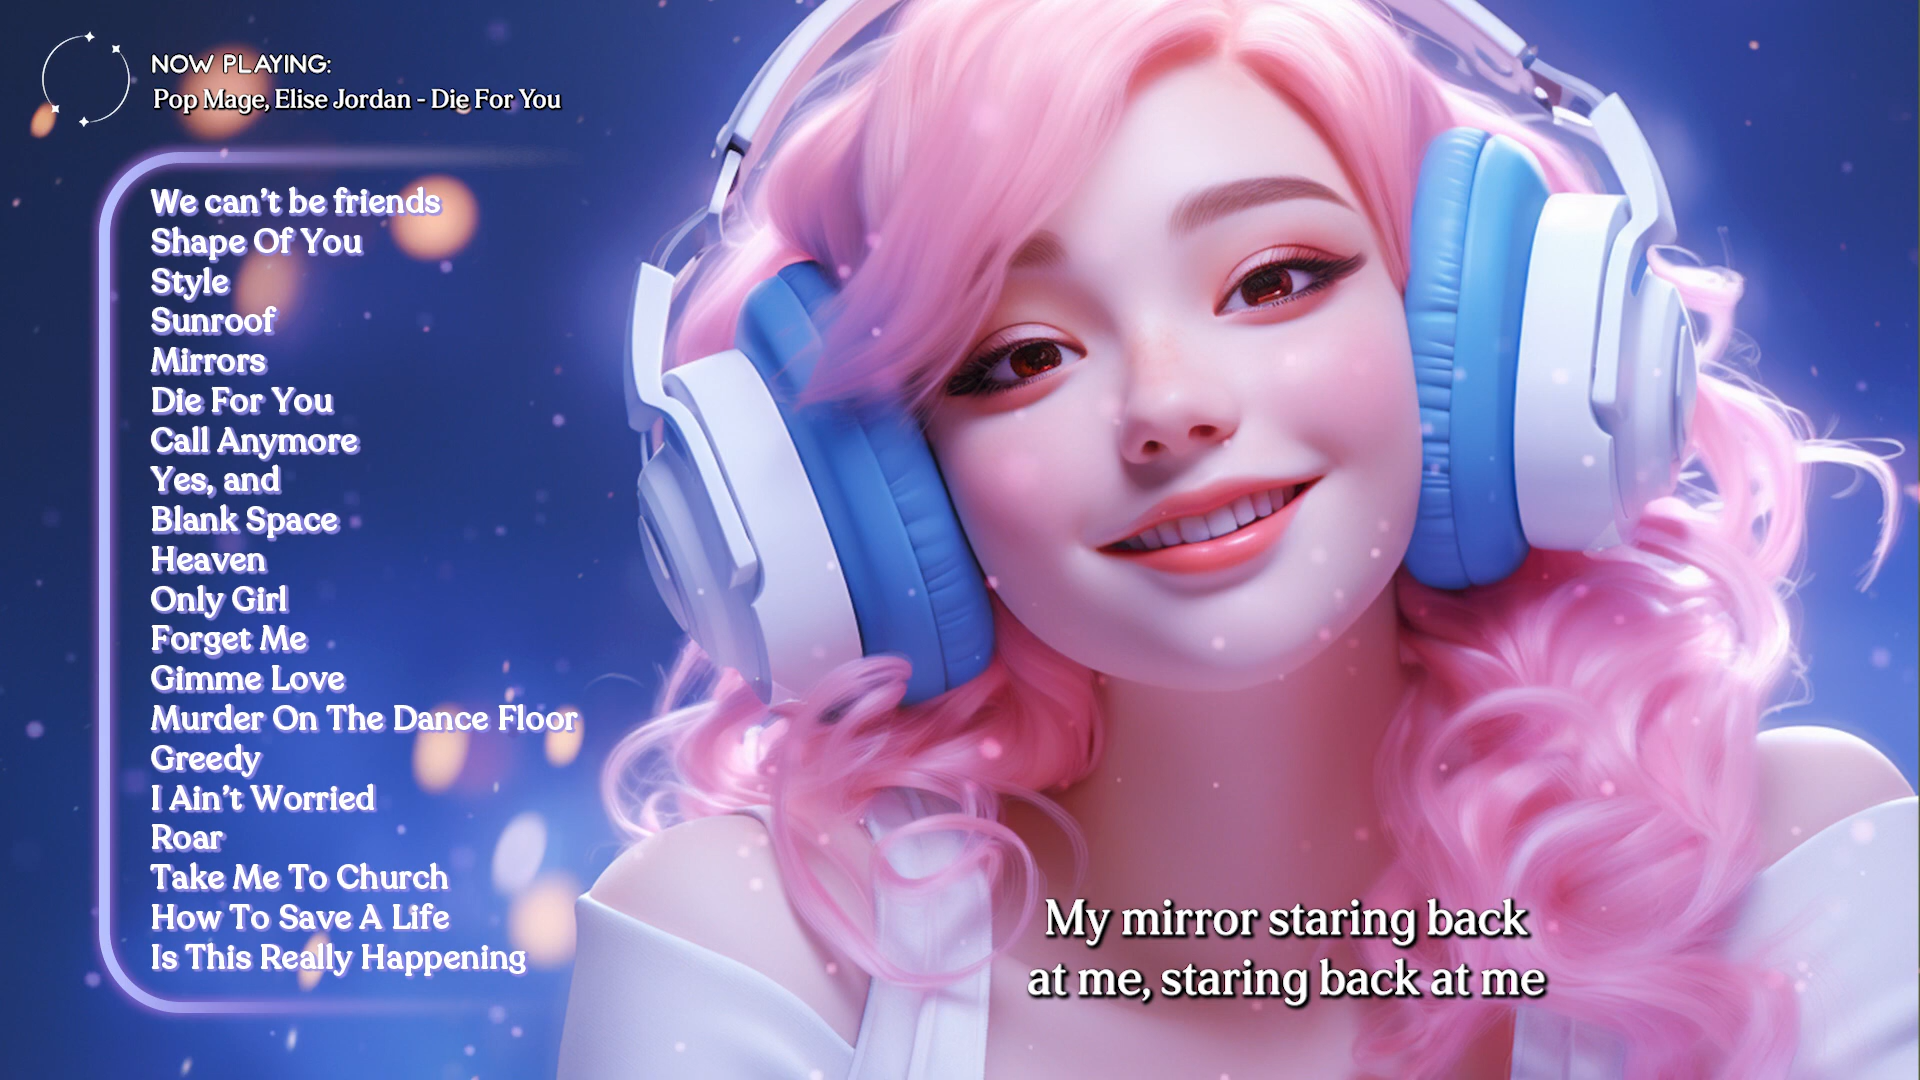 NOW PLAYING:
Pop Mage, Elise Jordan - Die For You
We can't be friends
Shape Of You
Style
Sunroof
Mirrors
Die For You
Call Anymore
Yes, and
Blank Space
Heaven
Only Girl
Forget Me
Gimme Love
Murder On The Dance Floor
Greedy
I Ain't Worried
Roar
Take Me To Church
How To Save A Life
Is This Really Happening
My mirror staring back
at me, staring back at me